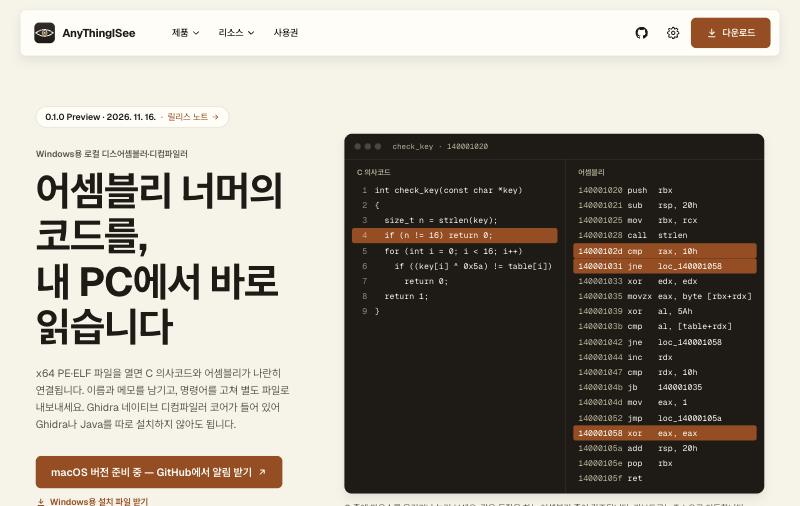 AnyThingISee
제품
리소스
사용권
다운로드
0.1.0 Preview · 2026. 11. 16. · 릴리스 노트 →
Windows용 로컬 디스어셈블러·디컴파일러
어셈블리 너머의
코드를,
내 PC에서 바로
읽습니다
x64 PE·ELF 파일을 열면 C 의사코드와 어셈블리가 나란히
연결됩니다. 이름과 메모를 남기고, 명령어를 고쳐 별도 파일로
내보내세요. Ghidra 네이티브 디컴파일러 코어가 들어 있어
Ghidra나 Java를 따로 설치하지 않아도 됩니다.
macOS 버전 준비 중 — GitHub에서 알림 받기 ↗
Windows용 설치 파일 받기
check_key · 140001020
C 의사코드
1 int check_key(const char *key)
2 {
3 size_t n = strlen(key);
4 if (n != 16) return 0;
5 for (int i = 0; i < 16; i++)
6 if ((key[i] ^ 0x5a) != table[i])
7 return 0;
8 return 1;
9 }
어셈블리
140001020 push rbx
140001021 sub rsp, 20h
140001025 mov rbx, rcx
140001028 call strlen
14000102d cmp rax, 10h
140001031 jne loc_140001058
140001033 xor edx, edx
140001035 movzx eax, byte [rbx+rdx]
140001039 xor al, 5Ah
14000103b cmp al, [table+rdx]
140001042 jne loc_140001058
140001044 inc rdx
140001047 cmp rdx, 10h
14000104b jb 140001035
14000104d mov eax, 1
140001052 jmp loc_14000105a
140001058 xor eax, eax
14000105a add rsp, 20h
14000105e pop rbx
14000105f ret